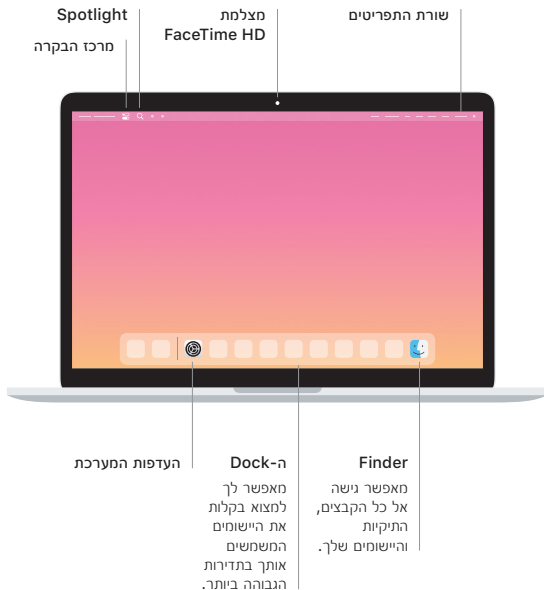 שורת התפריטים
מצלמת
FaceTime HD
Spotlight
מרכז הבקרה
Finder
מאפשר גישה
אל כל הקבצים,
התיקיות
והיישומים שלך.
ה-Dock
מאפשר לך
למצוא בקלות
את היישומים
המשמשים
אותך בתדירות
הגבוהה ביותר.
העדפות המערכת